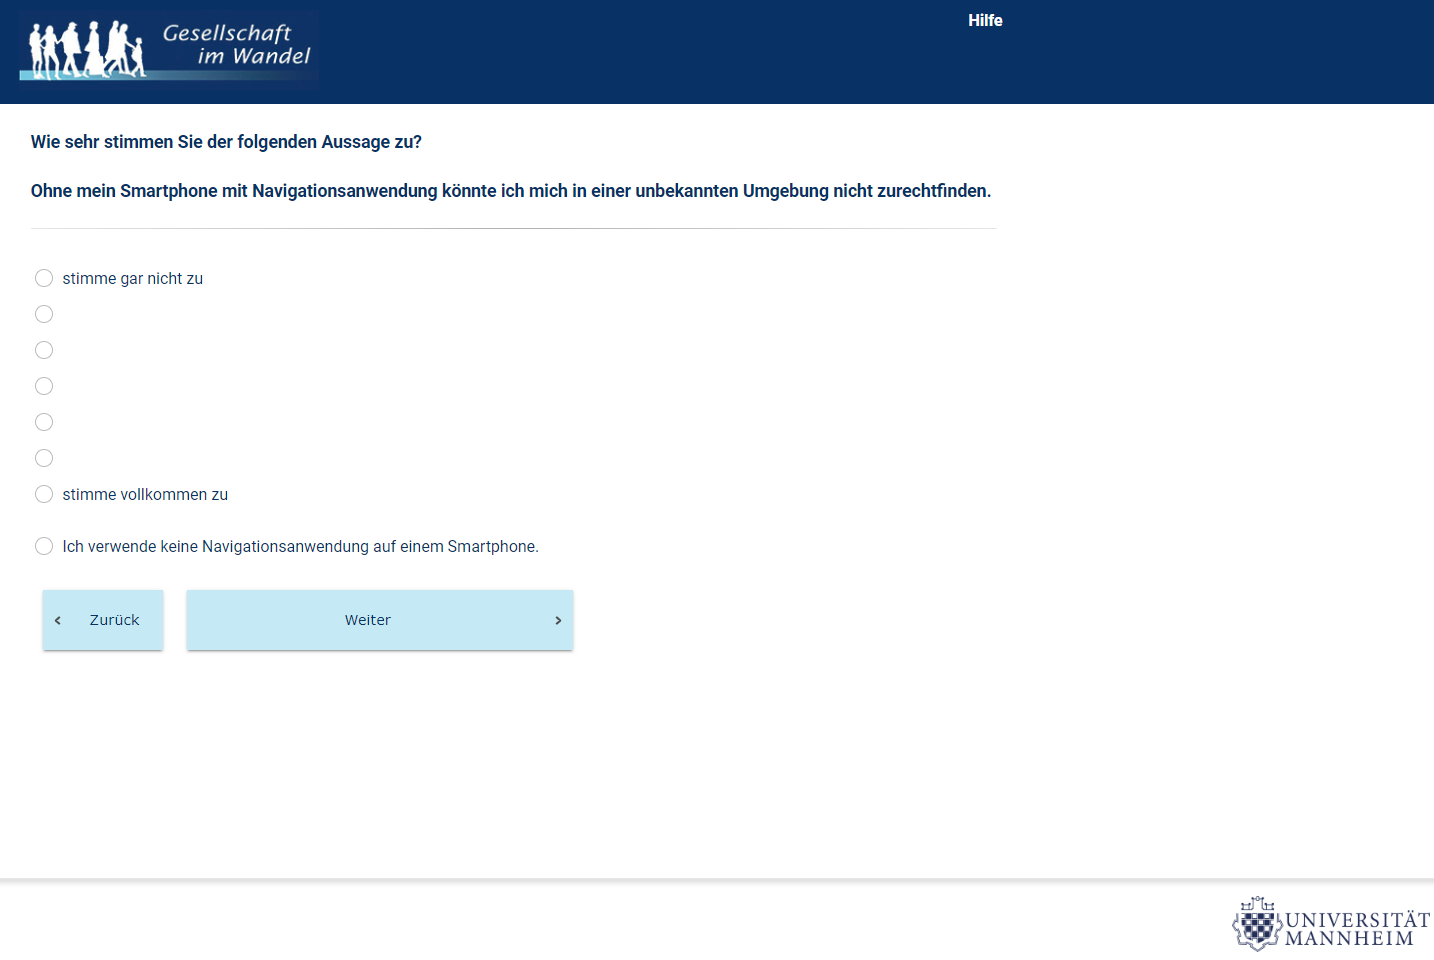 Gesellschaft
im Wandel
Hilfe
Wie sehr stimmen Sie der folgenden Aussage zu?
Ohne mein Smartphone mit Navigationsanwendung könnte ich mich in einer unbekannten Umgebung nicht zurechtfinden.
stimme gar nicht zu
stimme vollkommen zu
Ich verwende keine Navigationsanwendung auf einem Smartphone.
Zurück
Weiter
UNIVERSITÄT
MANNHEIM